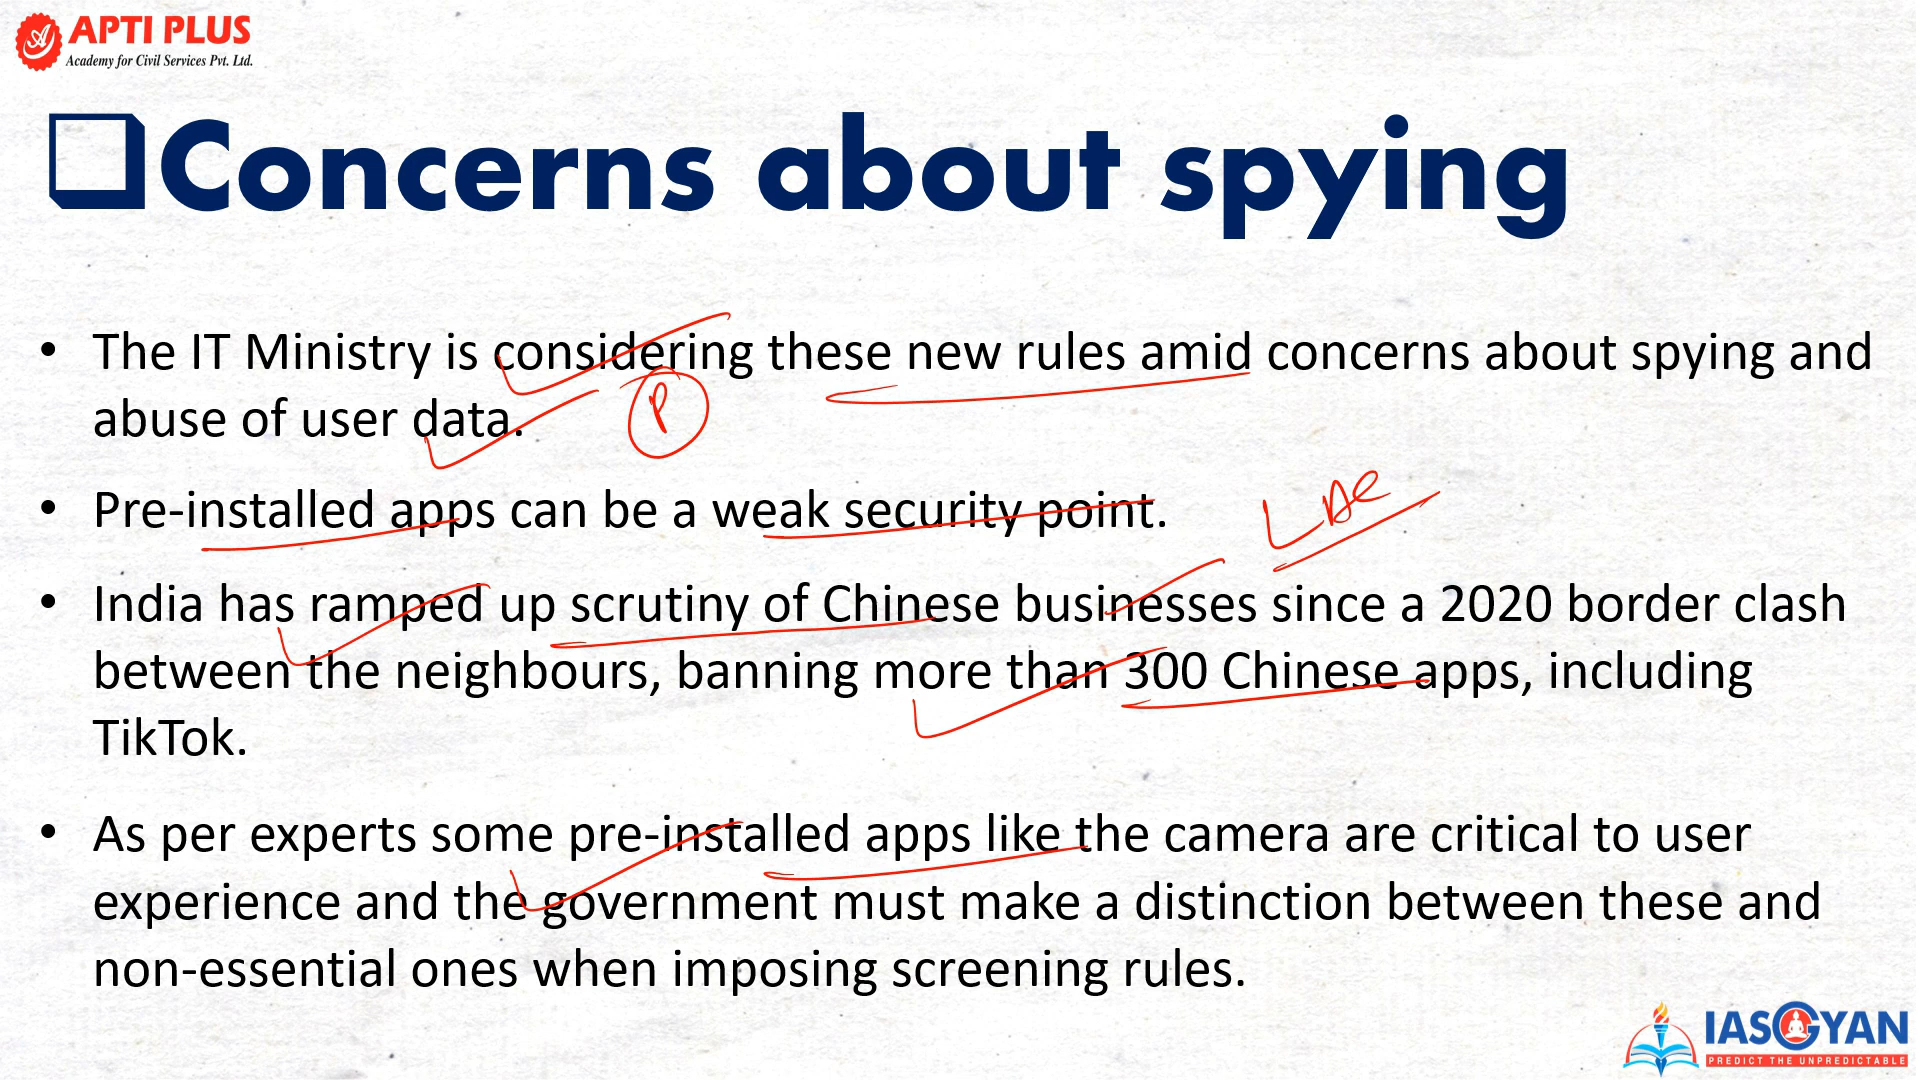 APTI PLUS
Academy for Civil Services Pvt. Ltd.
Concerns about spying
• The IT Ministry is considering these new rules amid concerns about spying and
abuse of user data.
P
• Pre-installed apps can be a weak security point.
• India has ramped up scrutiny of Chinese businesses since a 2020 border clash
between the neighbours, banning more than 300 Chinese apps, including
TikTok.
• As per experts some pre-installed apps like the camera are critical to user
experience and the government must make a distinction between these and
non-essential ones when imposing screening rules.
IASGYAN
PREDICT THE UNPREDICTABLE